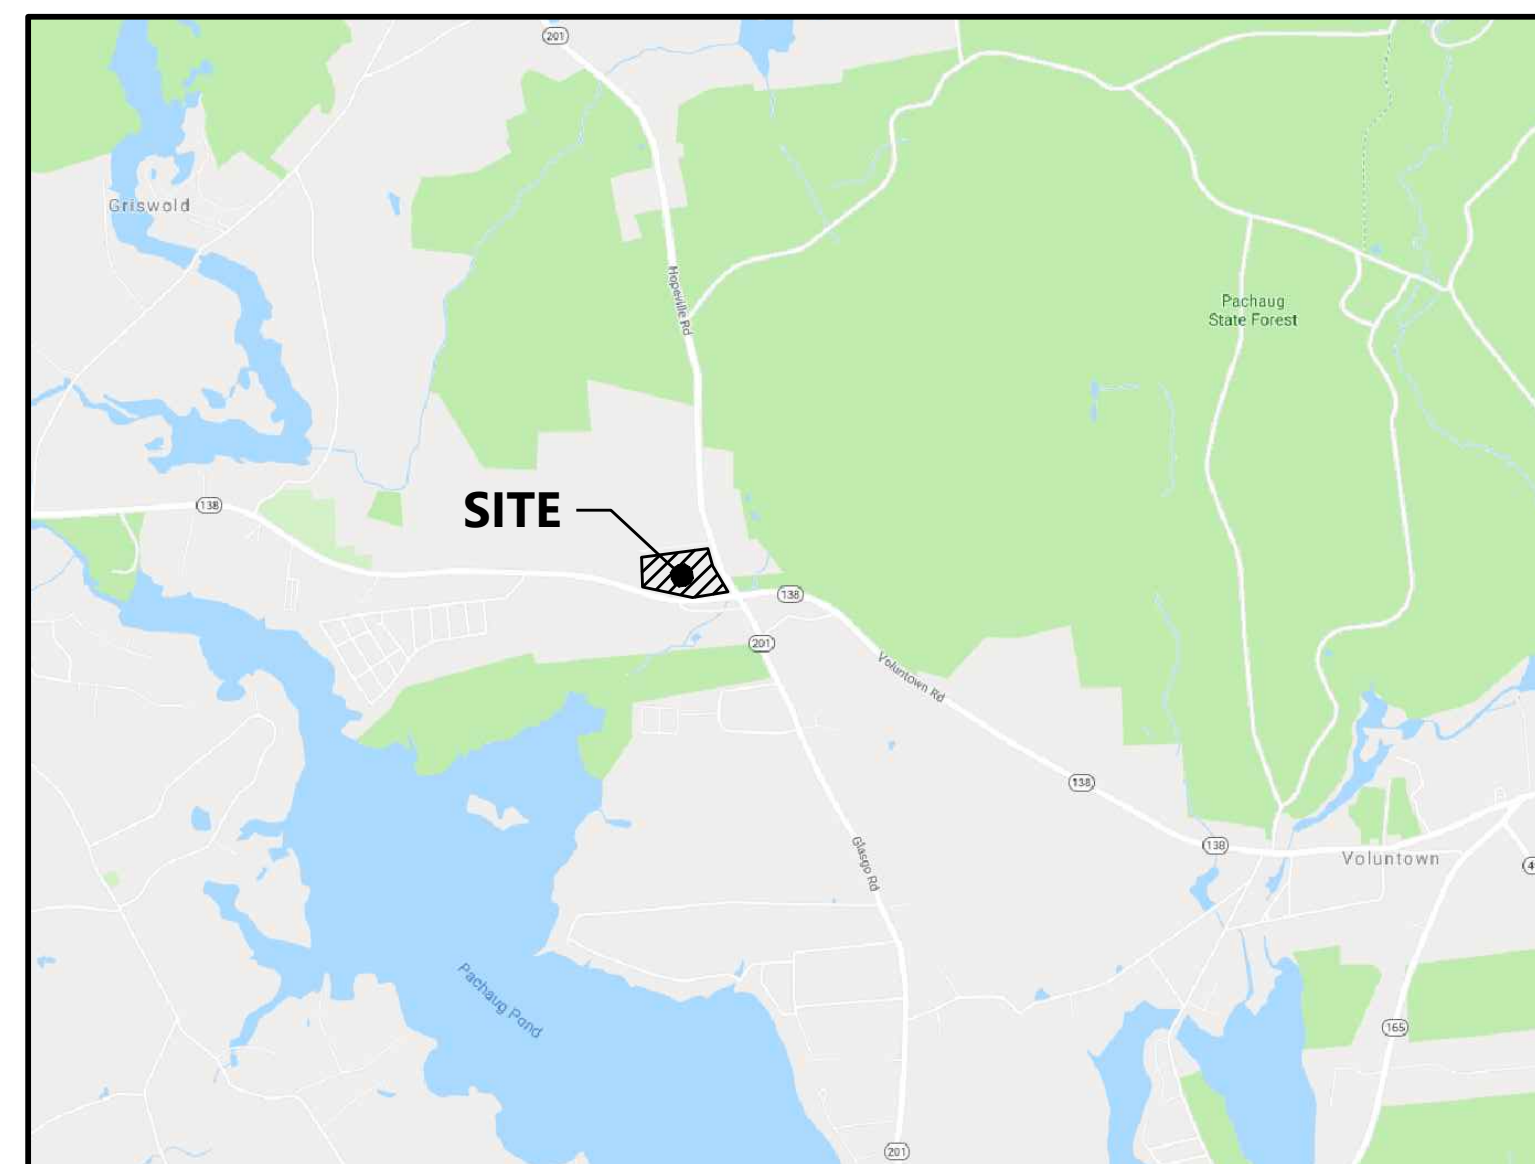 201
Griswold
Hopeville Rd
Pachaug
State Forest
138
SITE
138
201
Voluntown Rd
138
138
Voluntown
Glasgo Rd
Pachaug Pond
165
201